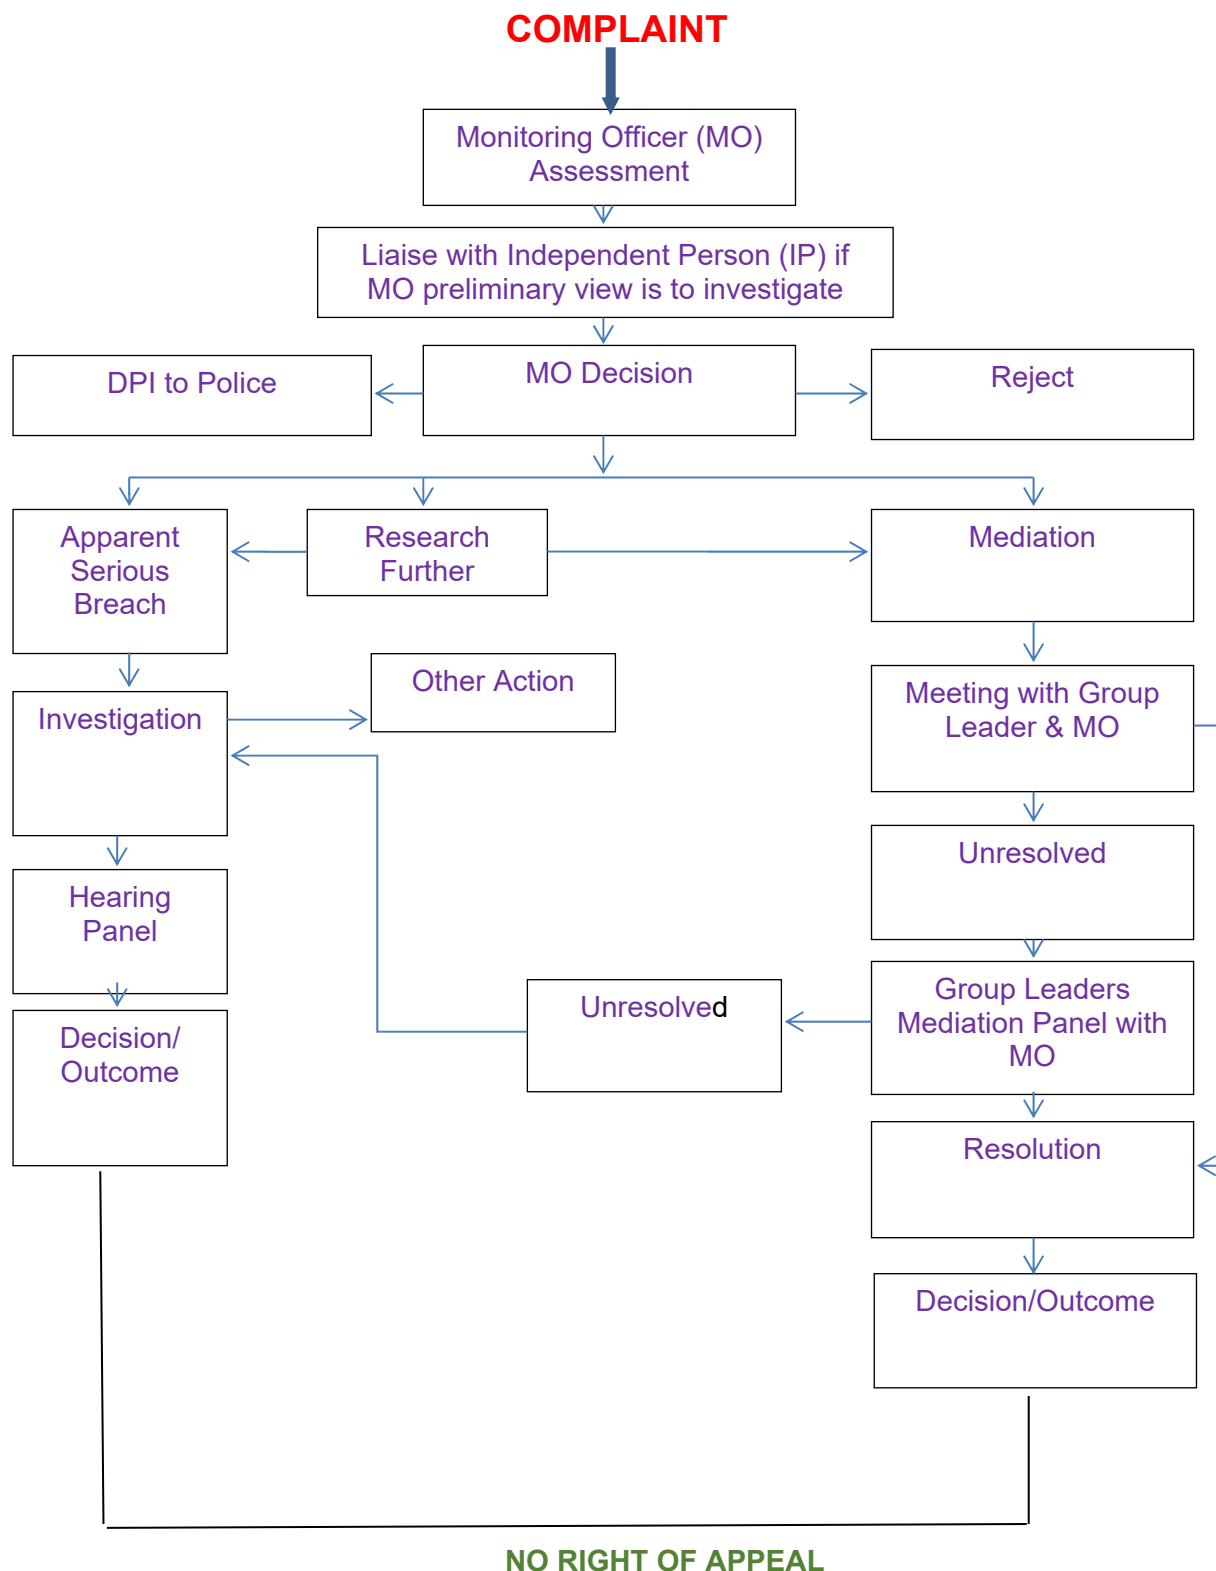 COMPLAINT
Monitoring Officer (MO)
Assessment
Liaise with Independent Person (IP) if
MO preliminary view is to investigate
DPI to Police
MO Decision
Reject
Apparent
Serious
Breach
Research
Further
Mediation
Other Action
Meeting with Group
Leader & MO
Investigation
Unresolved
Hearing
Panel
Unresolved
Group Leaders
Mediation Panel with
MO
Decision/
Outcome
Resolution
Decision/Outcome
NO RIGHT OF APPEAL